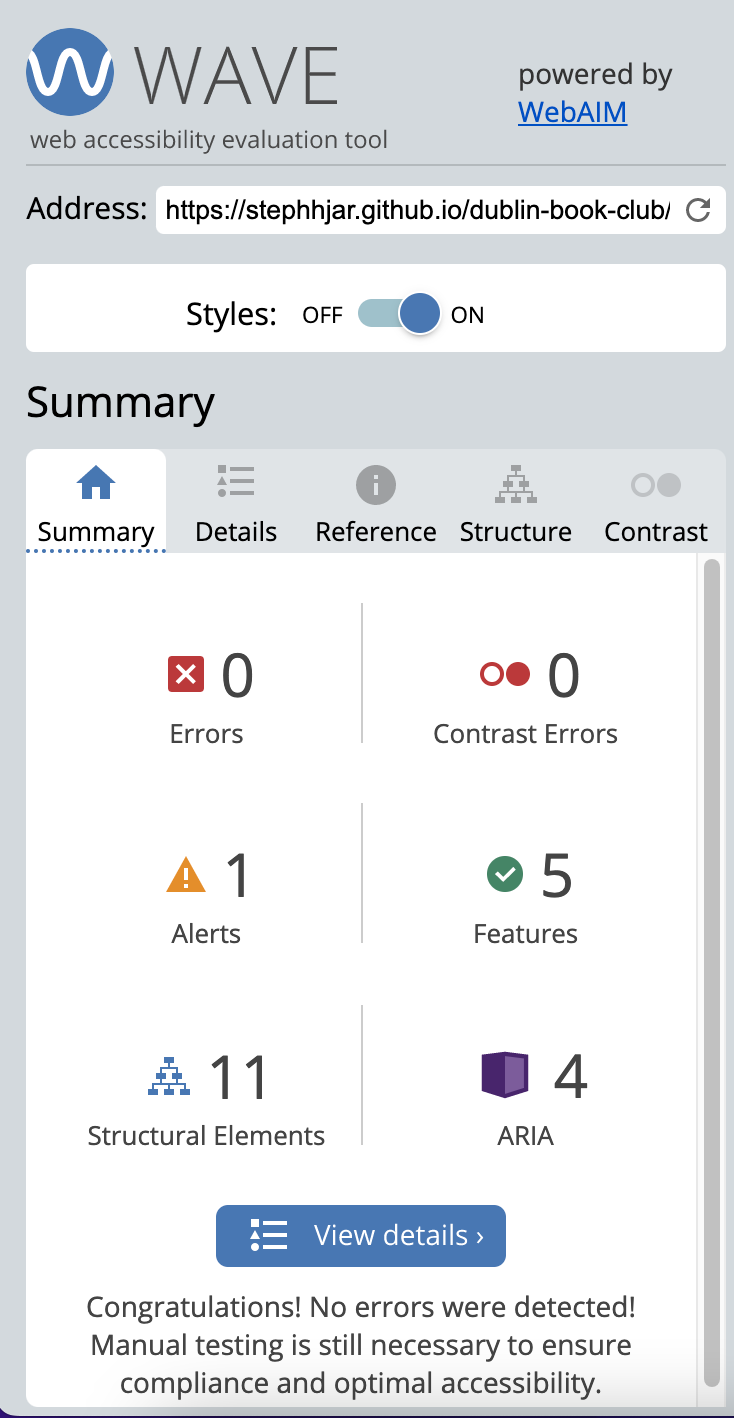 WAVE
powered by
WebAIM
web accessibility evaluation tool
Address: https://stephhjar.github.io/dublin-book-club/
Styles: OFF ON
Summary
Summary Details Reference Structure Contrast
0 0
Errors Contrast Errors
1 5
Alerts Features
11 4
Structural Elements ARIA
View details ›
Congratulations! No errors were detected!
Manual testing is still necessary to ensure
compliance and optimal accessibility.